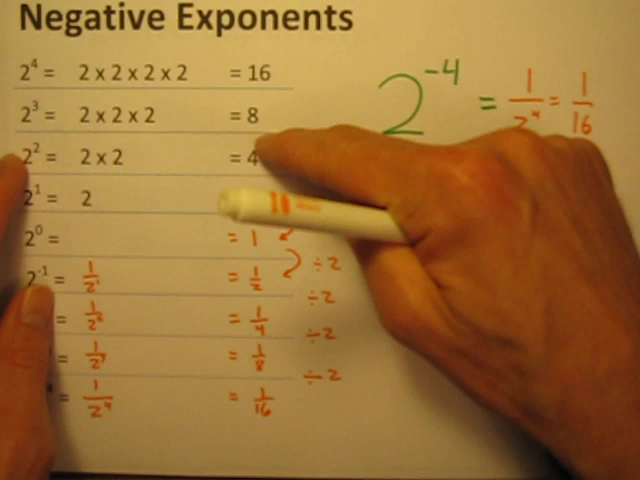 Negative Exponents
2⁴ = 2 x 2 x 2 x 2 = 16
2³ = 2 x 2 x 2 = 8
2² = 2 x 2 = 4
2¹ = 2
2⁰ = = 1
2⁻¹ = 1/2¹ = 1/2 ÷2
= 1/2² = 1/4 ÷2
= 1/2³ = 1/8 ÷2
= 1/2⁴ = 1/16 ÷2
2⁻⁴ = 1/2⁴ = 1/16